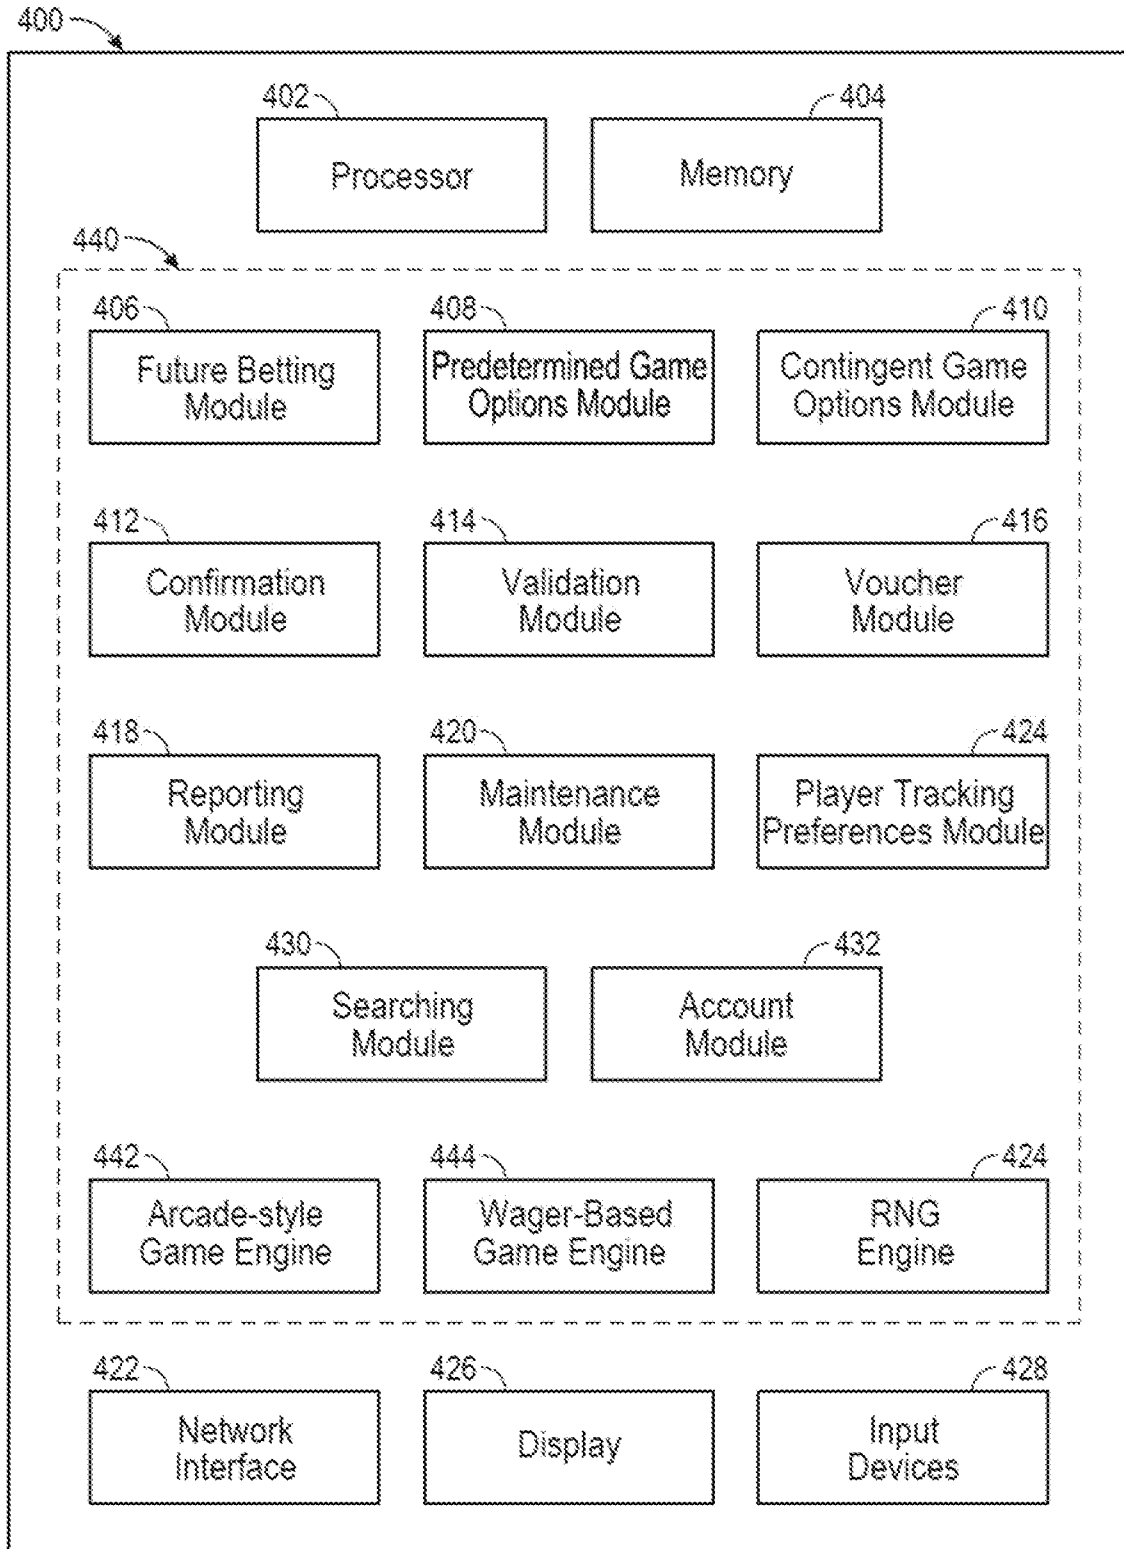 400
402
404
Processor
Memory
440
406
408
410
Future Betting
Module
Predetermined Game
Options Module
Contingent Game
Options Module
412
414
416
Confirmation
Module
Validation
Module
Voucher
Module
418
420
424
Reporting
Module
Maintenance
Module
Player Tracking
Preferences Module
430
432
Searching
Module
Account
Module
442
444
424
Arcade-style
Game Engine
Wager-Based
Game Engine
RNG
Engine
422
426
428
Network
Interface
Display
Input
Devices